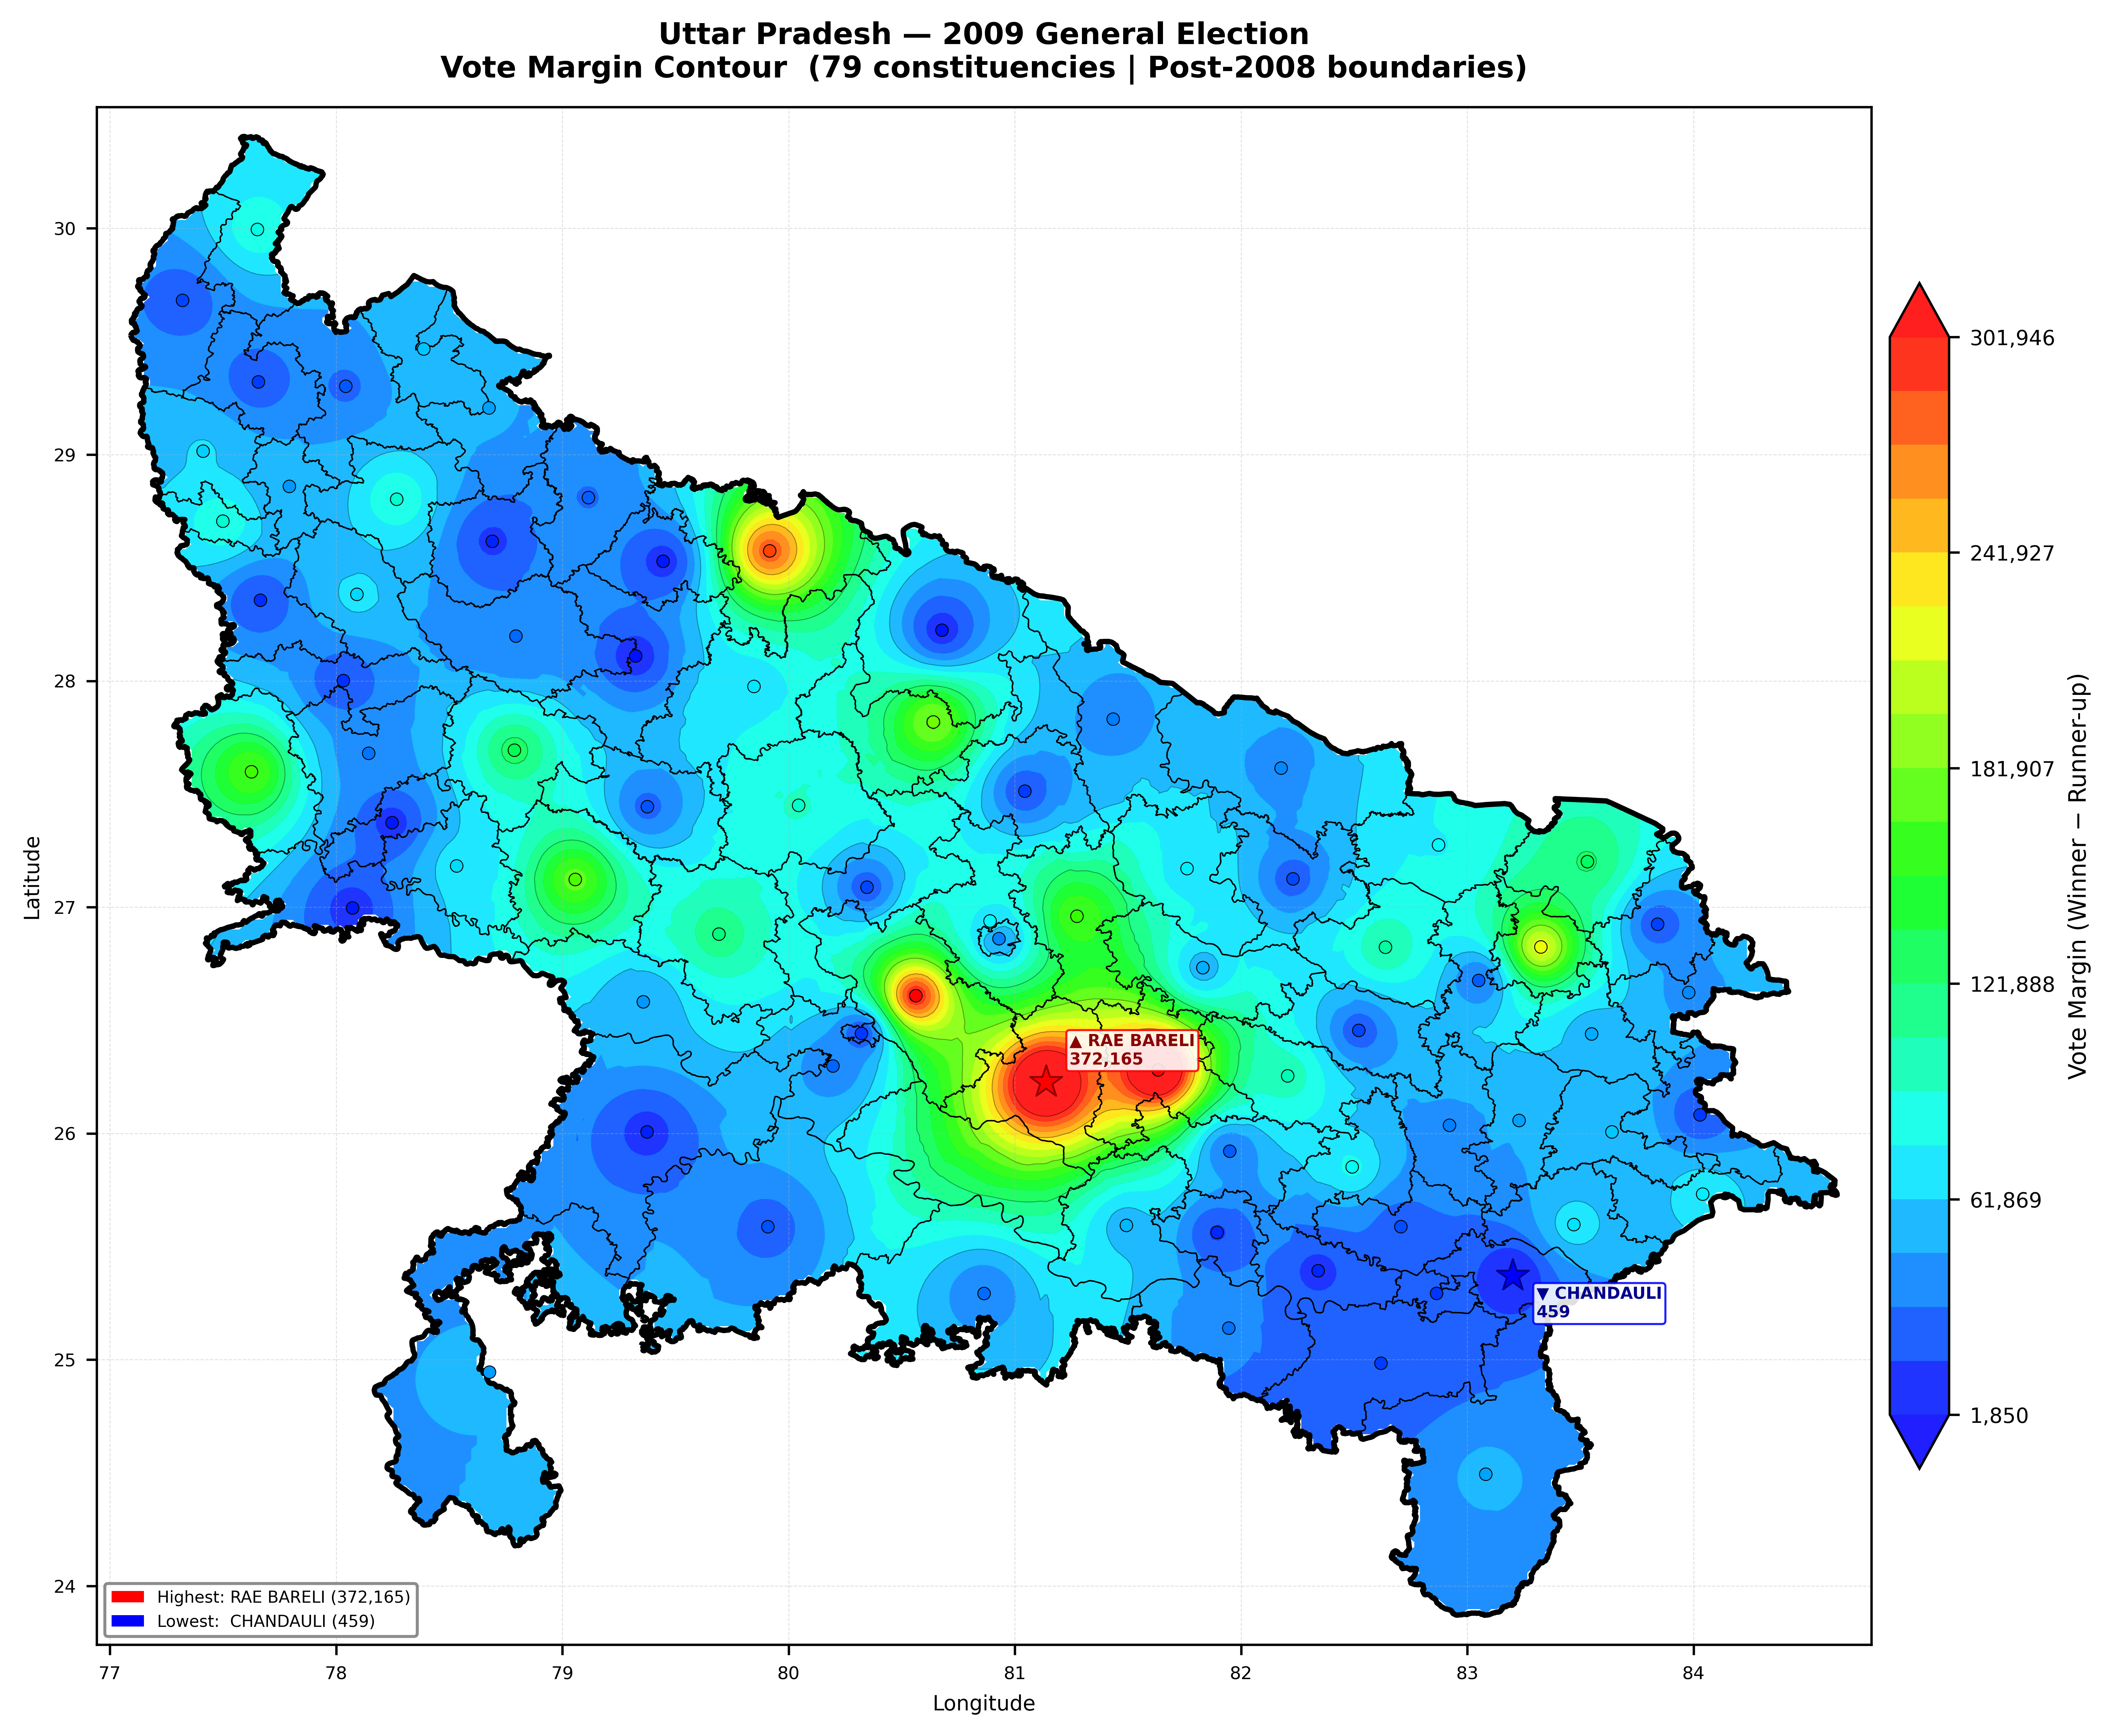 Uttar Pradesh — 2009 General Election
Vote Margin Contour  (79 constituencies | Post-2008 boundaries)
Latitude
30
29
28
27
26
25
24
▲ RAE BARELI
372,165
▼ CHANDAULI
459
Highest: RAE BARELI (372,165)
Lowest:  CHANDAULI (459)
77
78
79
80
81
82
83
84
Longitude
301,946
241,927
181,907
121,888
61,869
1,850
Vote Margin (Winner − Runner-up)